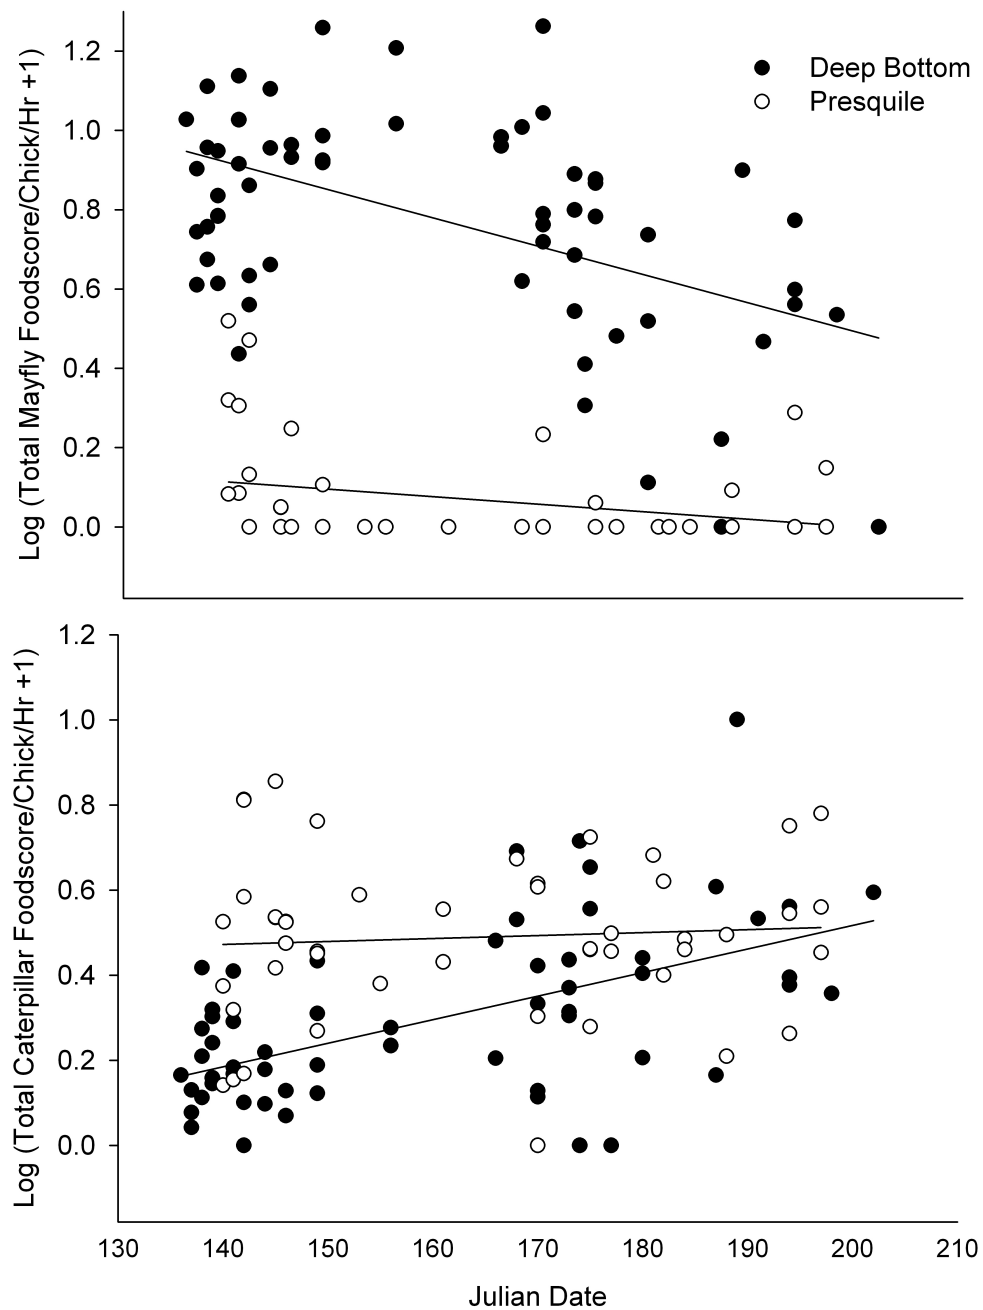 Log (Total Mayfly Foodscore/Chick/Hr +1)
1.2
1.0
0.8
0.6
0.4
0.2
0.0
Deep Bottom
Presquile
Log (Total Caterpillar Foodscore/Chick/Hr +1)
1.2
1.0
0.8
0.6
0.4
0.2
0.0
130 140 150 160 170 180 190 200 210
Julian Date